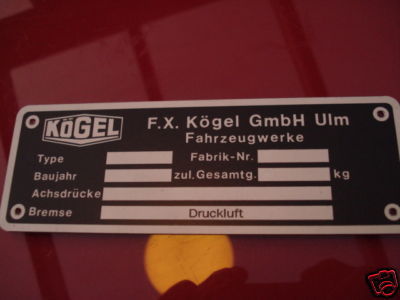 KÖGEL
F.X. Kögel GmbH Ulm
Fahrzeugwerke
Type Fabrik-Nr.
Baujahr zul.Gesamtg. kg
Achsdrücke
Bremse Druckluft